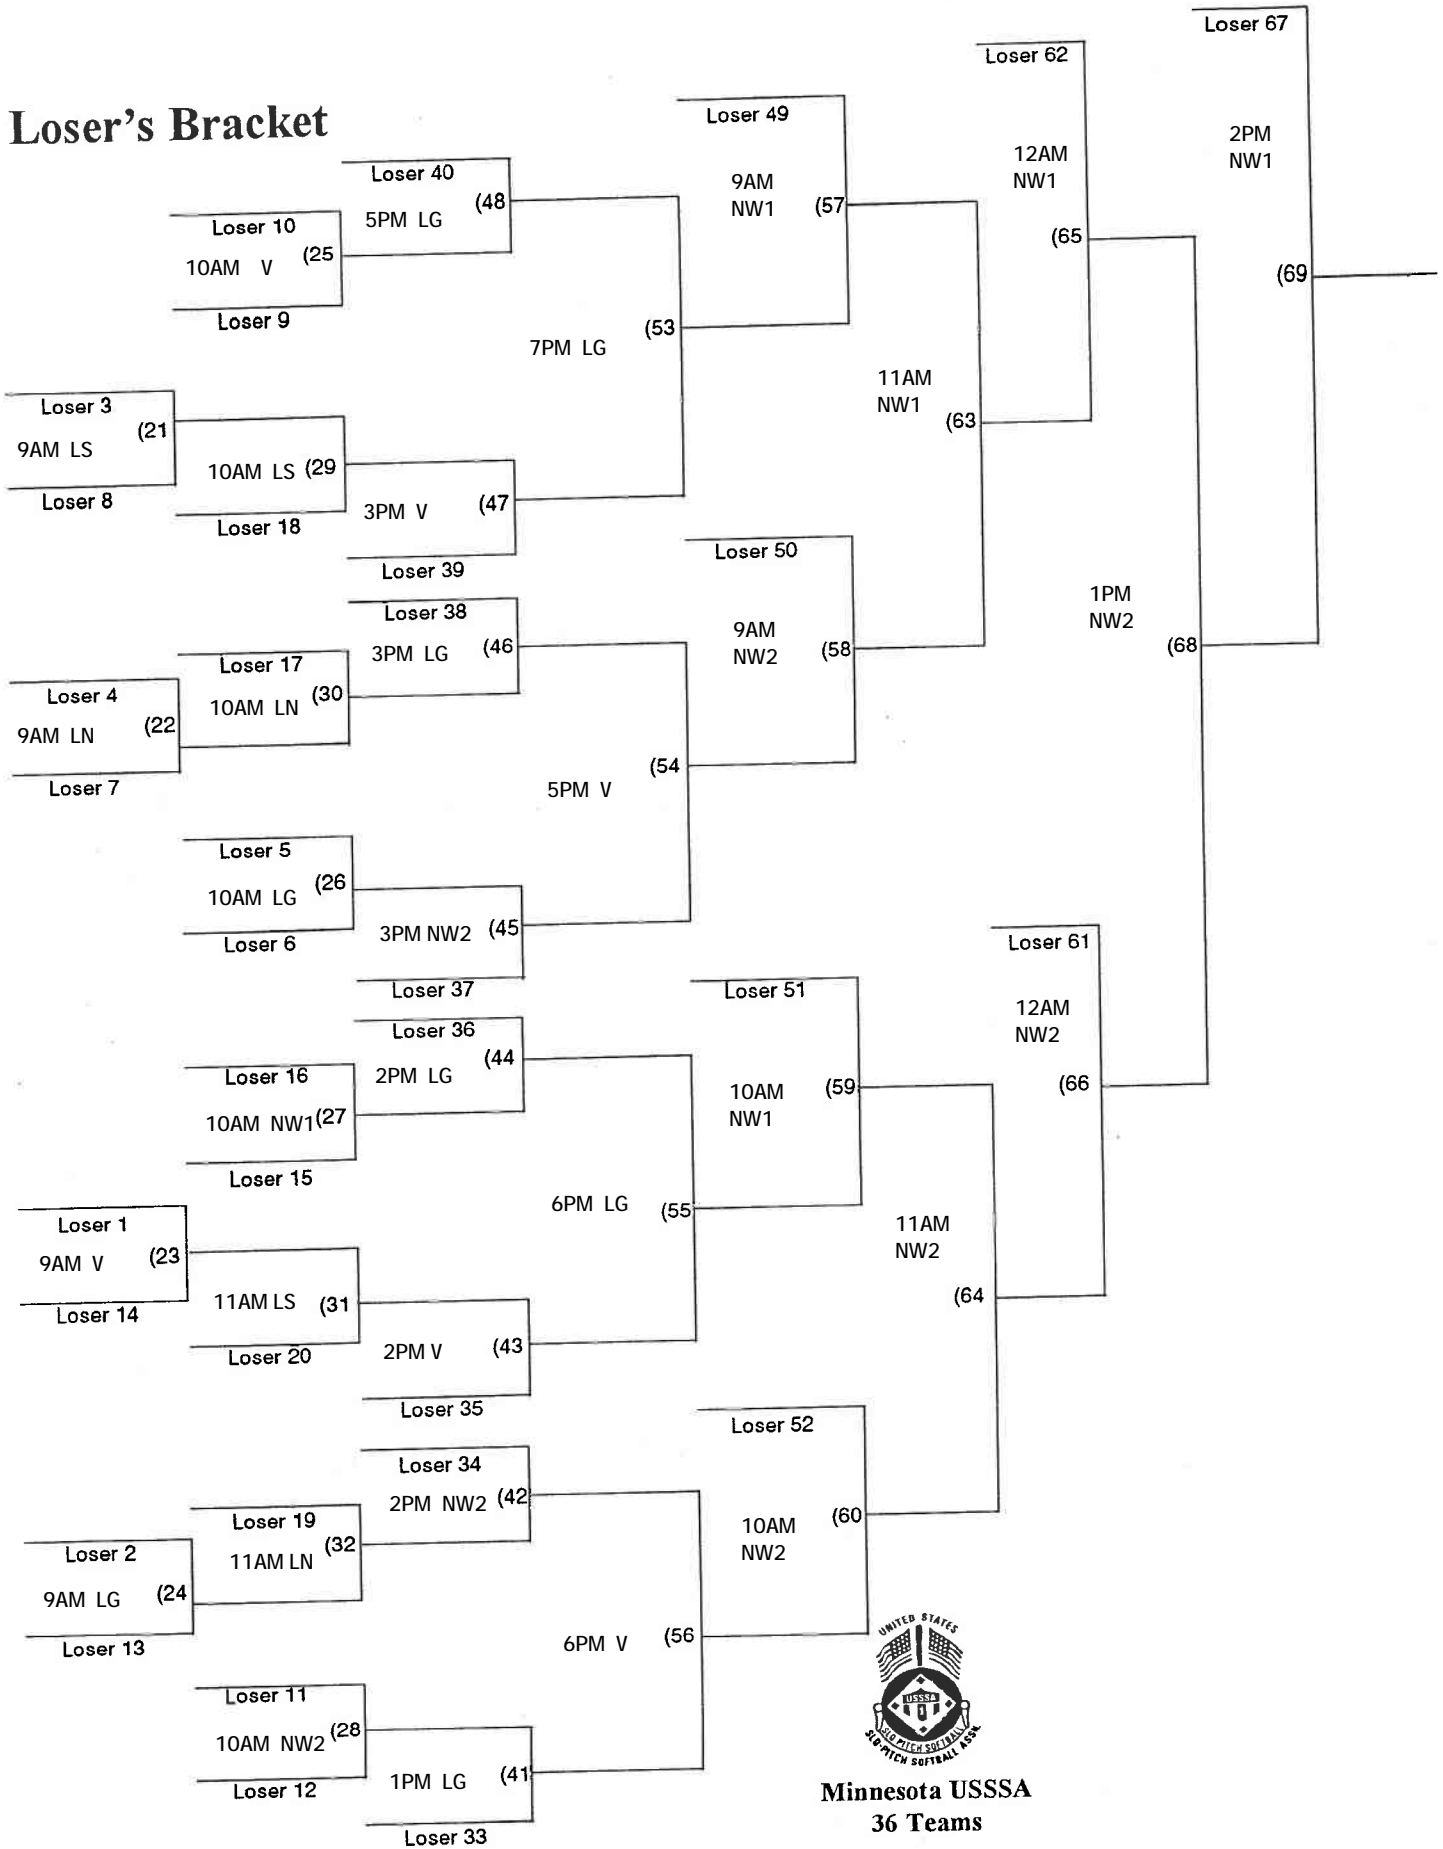 Loser 67
Loser 62
Loser's Bracket
Loser 49
2PM
NW1
12AM
NW1
Loser 40
9AM
NW1
(48
5PM LG
(57
Loser 10
(65
10AM V
(25
(69
Loser 9
(53
7PM LG
11AM
NW1
Loser 3
(63
(21
9AM LS
10AM LS
(29
Loser 8
3PM V
(47
Loser 18
Loser 50
Loser 39
1PM
NW2
Loser 38
9AM
NW2
3PM LG
(46
(58
(68
Loser 17
10AM LN
(30
Loser 4
9AM LN
(22
(54
Loser 7
5PM V
Loser 5
10AM LG
(26
Loser 6
3PM NW2
(45
Loser 61
Loser 37
Loser 51
12AM
NW2
Loser 36
2PM LG
(44
Loser 16
(66
10AM NW1
(27
10AM
NW1
(59
Loser 15
6PM LG
(55
Loser 1
11AM
NW2
9AM V
(23
11AM LS
(31
(64
Loser 14
Loser 20
2PM V
(43
Loser 35
Loser 52
Loser 34
2PM NW2
(42
Loser 19
10AM
NW2
(60
11AM LN
(32
Loser 2
9AM LG
(24
Loser 13
6PM V
(56
UNITED STATES
Loser 11
USSSA
10AM NW2
(28
SLO PITCH SOFTBALL
SLO-PITCH SOFTBALL ASSN.
Loser 12
1PM LG
(41
Minnesota USSSA
36 Teams
Loser 33